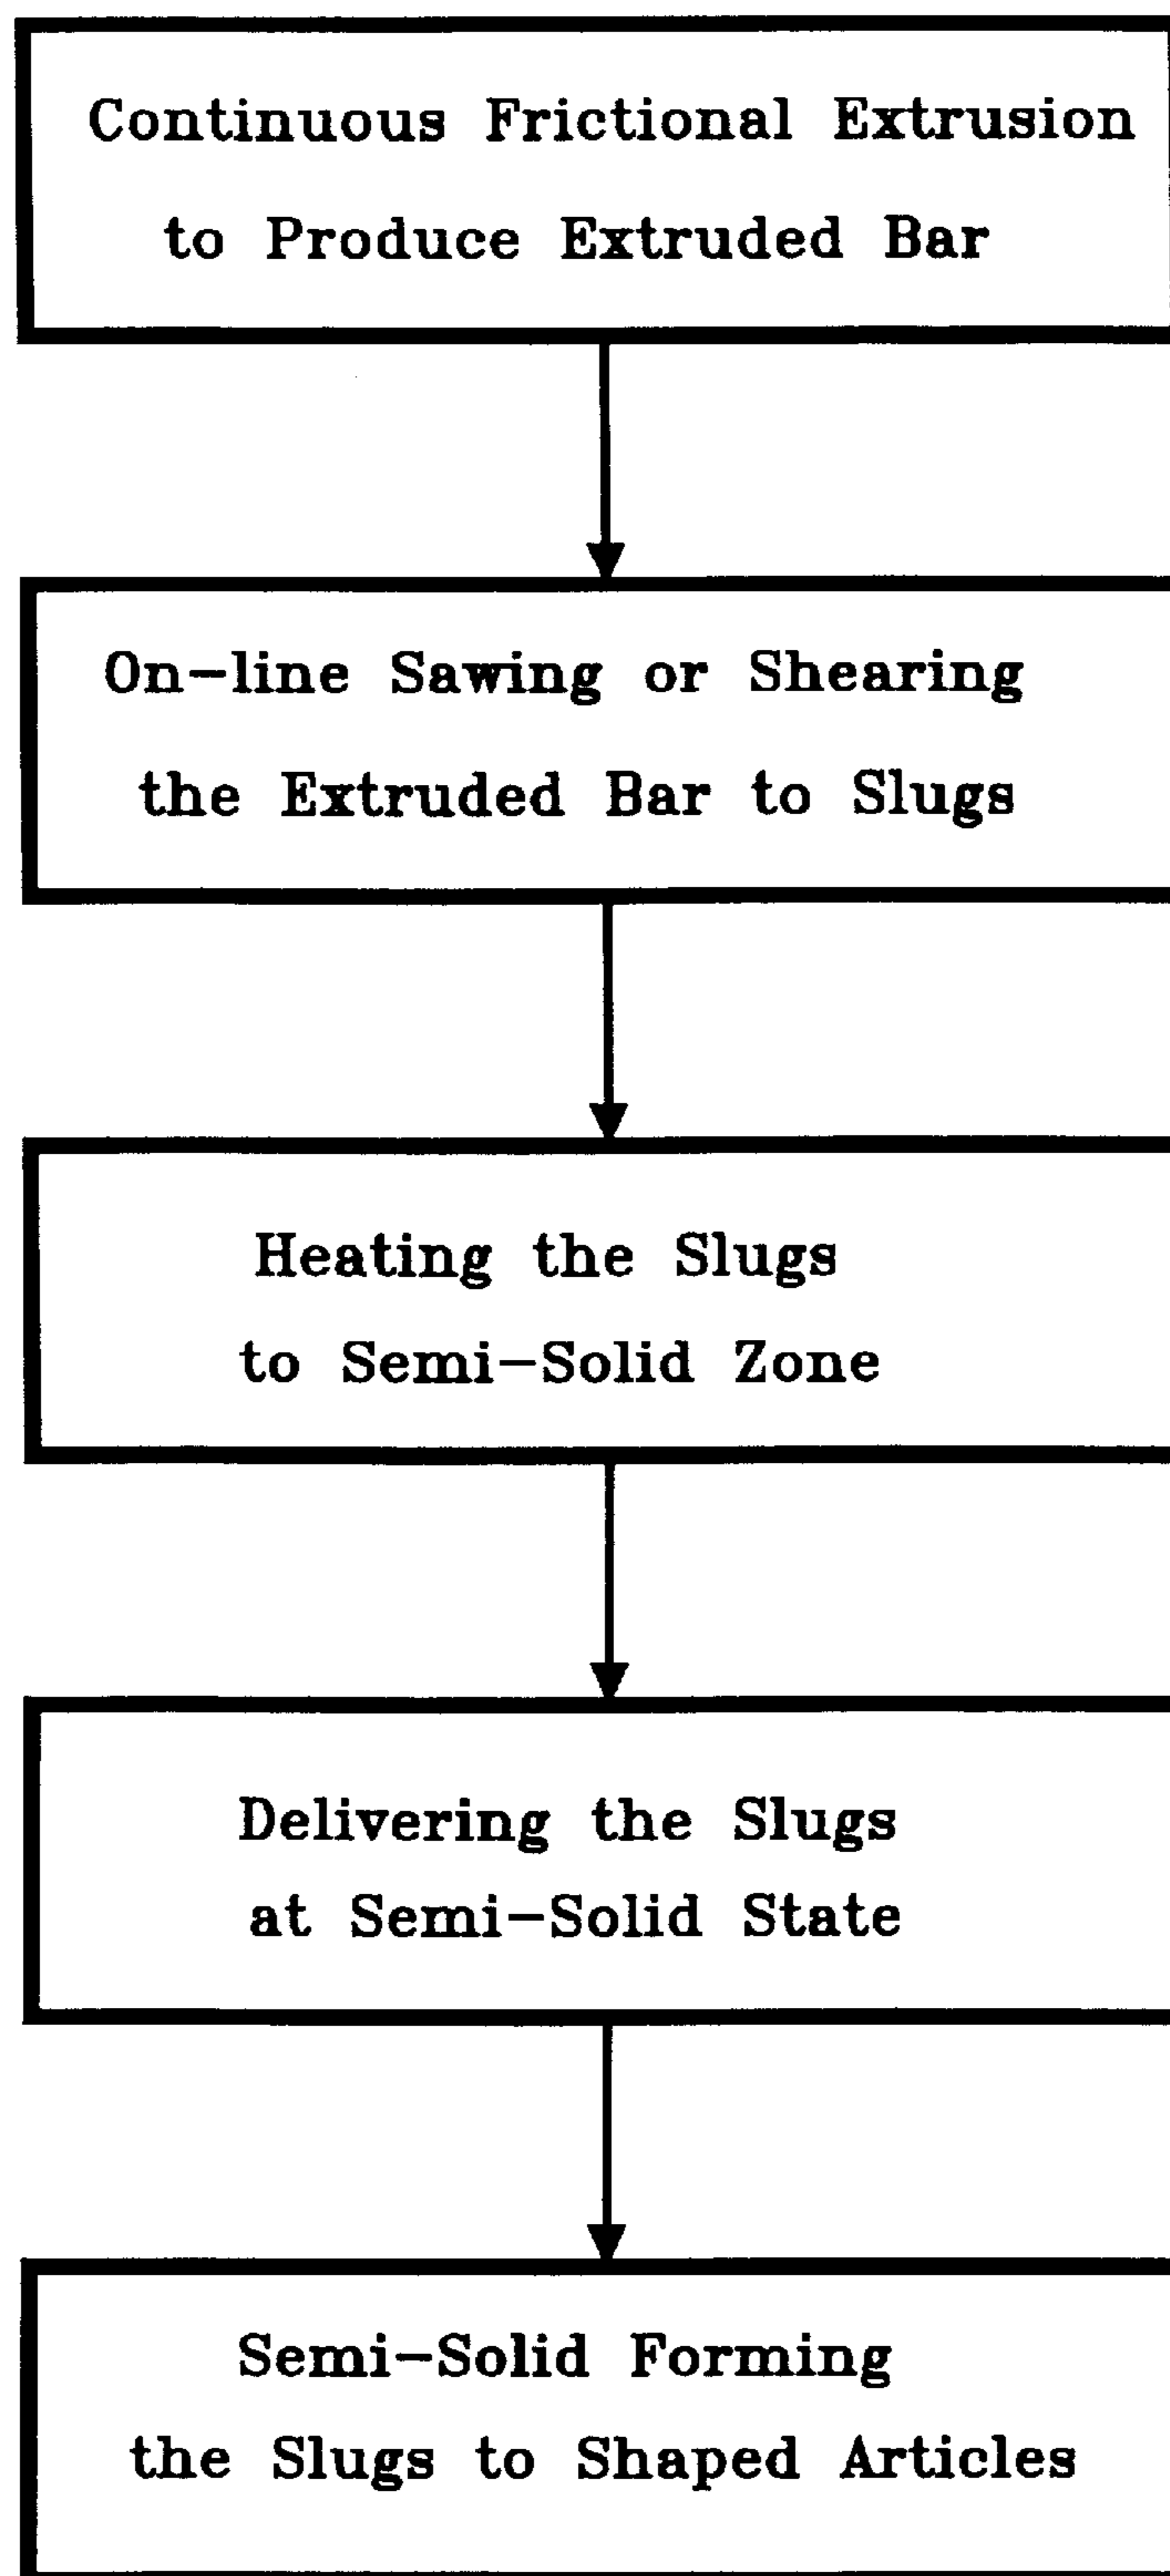 Continuous Frictional Extrusion
to Produce Extruded Bar
On-line Sawing or Shearing
the Extruded Bar to Slugs
Heating the Slugs
to Semi-Solid Zone
Delivering the Slugs
at Semi-Solid State
Semi-Solid Forming
the Slugs to Shaped Articles